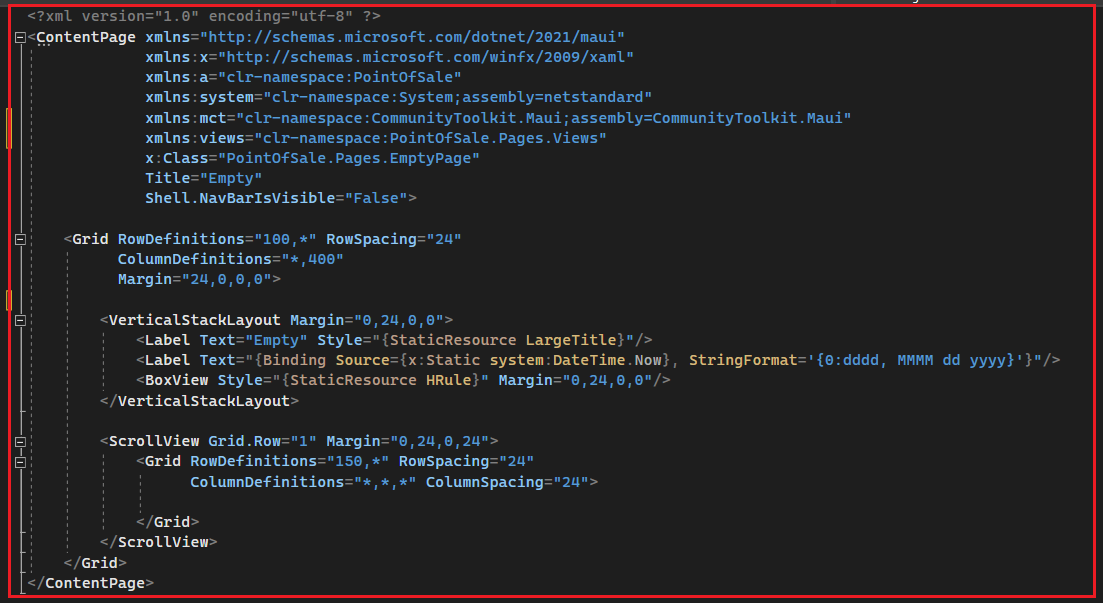 <?xml version="1.0" encoding="utf-8" ?>
<ContentPage xmlns="http://schemas.microsoft.com/dotnet/2021/maui"
             xmlns:x="http://schemas.microsoft.com/winfx/2009/xaml"
             xmlns:a="clr-namespace:PointOfSale"
             xmlns:system="clr-namespace:System;assembly=netstandard"
             xmlns:mct="clr-namespace:CommunityToolkit.Maui;assembly=CommunityToolkit.Maui"
             xmlns:views="clr-namespace:PointOfSale.Pages.Views"
             x:Class="PointOfSale.Pages.EmptyPage"
             Title="Empty"
             Shell.NavBarIsVisible="False">

    <Grid RowDefinitions="100,*" RowSpacing="24"
          ColumnDefinitions="*,400"
          Margin="24,0,0,0">

        <VerticalStackLayout Margin="0,24,0,0">
            <Label Text="Empty" Style="{StaticResource LargeTitle}"/>
            <Label Text="{Binding Source={x:Static system:DateTime.Now}, StringFormat='{0:dddd, MMMM dd yyyy}'}"/>
            <BoxView Style="{StaticResource HRule}" Margin="0,24,0,0"/>
        </VerticalStackLayout>

        <ScrollView Grid.Row="1" Margin="0,24,0,24">
            <Grid RowDefinitions="150,*" RowSpacing="24"
                  ColumnDefinitions="*,*,*" ColumnSpacing="24">

            </Grid>
        </ScrollView>
    </Grid>
</ContentPage>